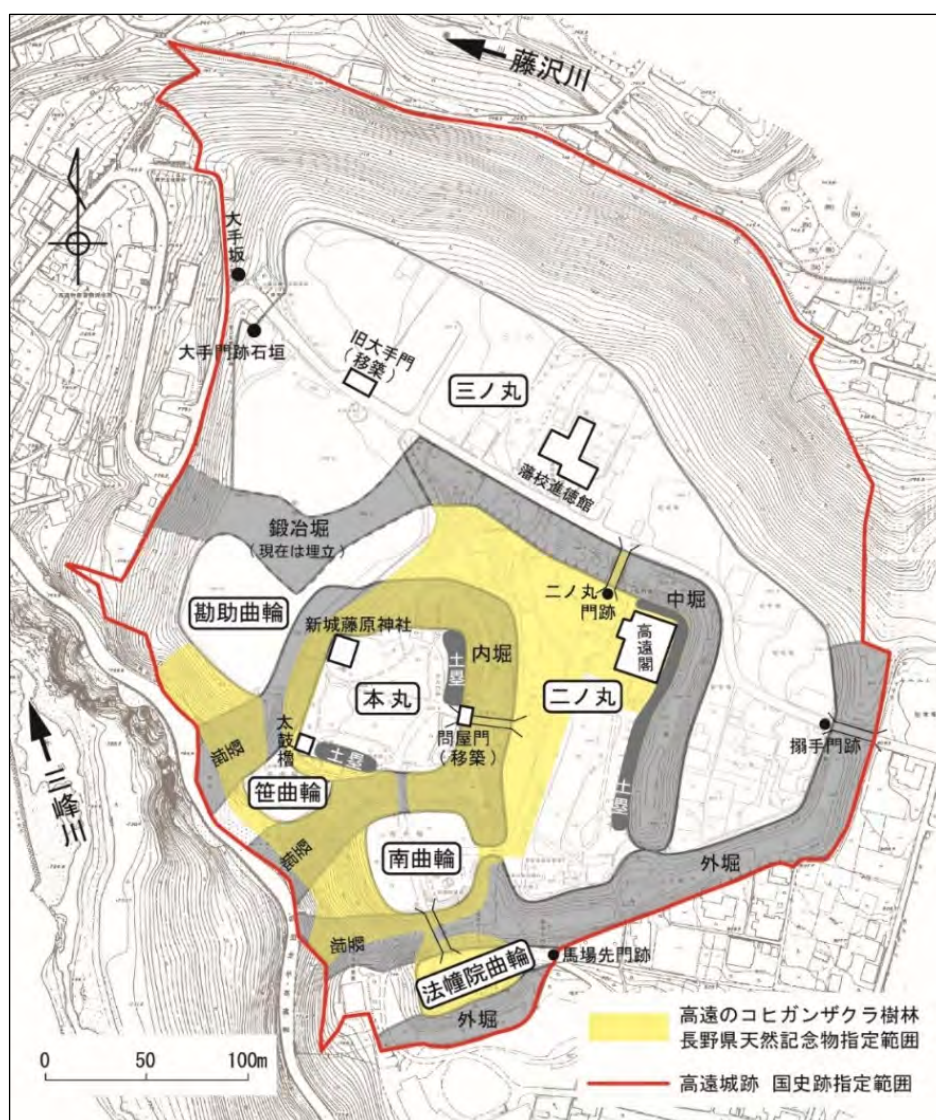 藤沢川
大手坂
大手門跡石垣
旧大手門
(移築)
三ノ丸
藩校進徳館
鍛冶堀
(現在は埋立)
二ノ丸
門跡
中堀
高遠閣
勘助曲輪
新城藤原神社
内堀
土塁
本丸
二ノ丸
問屋門
(移築)
太鼓櫓
土塁
搦手門跡
竪堀
笹曲輪
三峰川
土塁
竪堀
南曲輪
外堀
竪堀
法幢院曲輪
馬場先門跡
外堀
高遠のコヒガンザクラ樹林
長野県天然記念物指定範囲
高遠城跡 国史跡指定範囲
0 50 100m